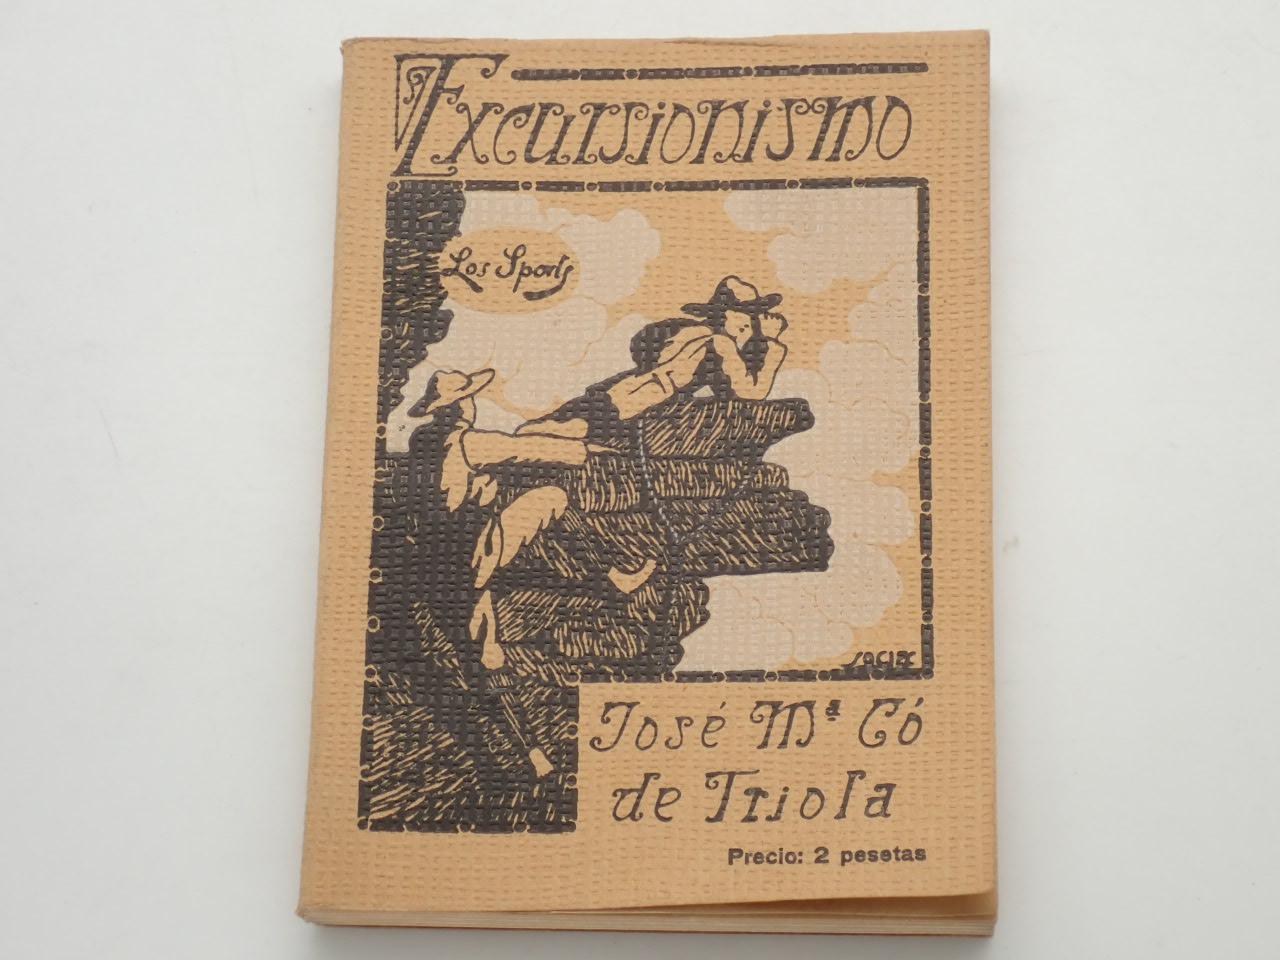 Excursionismo
Los Sports
José Mª Có
de Triola
Precio: 2 pesetas